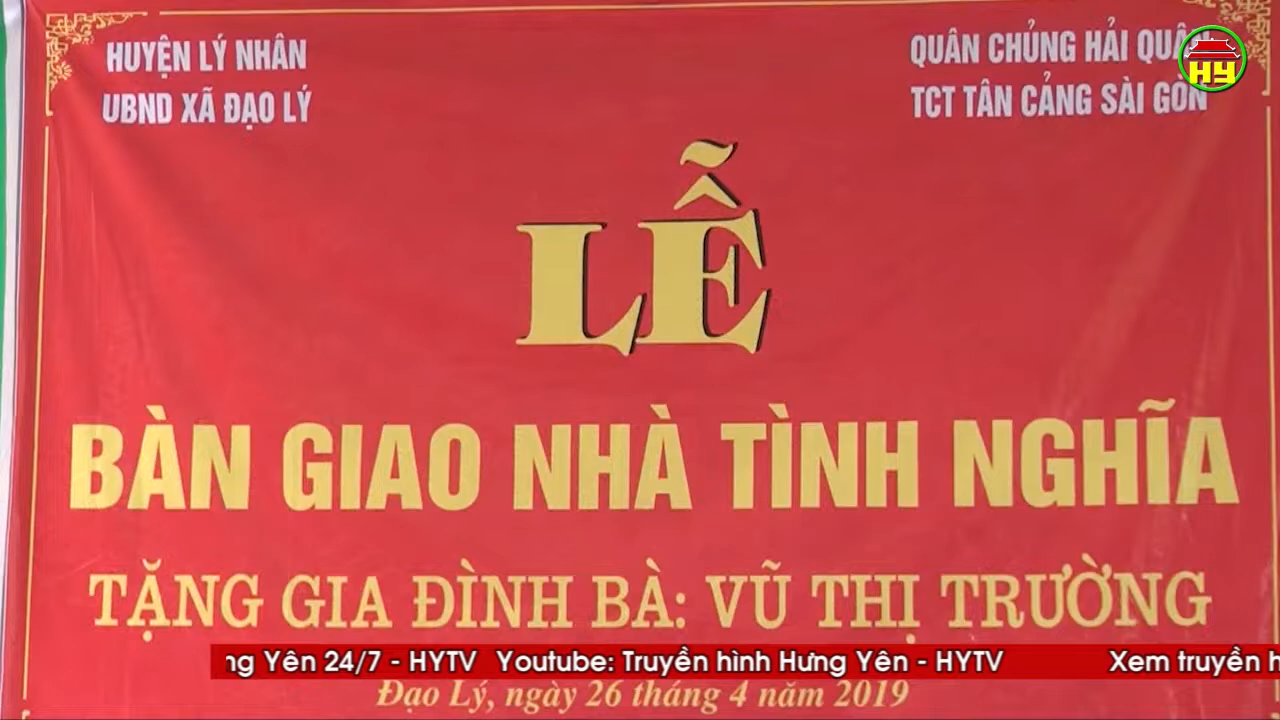 HUYỆN LÝ NHÂN
UBND XÃ ĐẠO LÝ
QUÂN CHỦNG HẢI QUÂN
TCT TÂN CẢNG SÀI GÒN
HY
LỄ
BÀN GIAO NHÀ TÌNH NGHĨA
TẶNG GIA ĐÌNH BÀ: VŨ THỊ TRƯỜNG
ng Yên 24/7 - HYTV Youtube: Truyền hình Hưng Yên - HYTV Xem truyền h
Đạo Lý, ngày 26 tháng 4 năm 2019